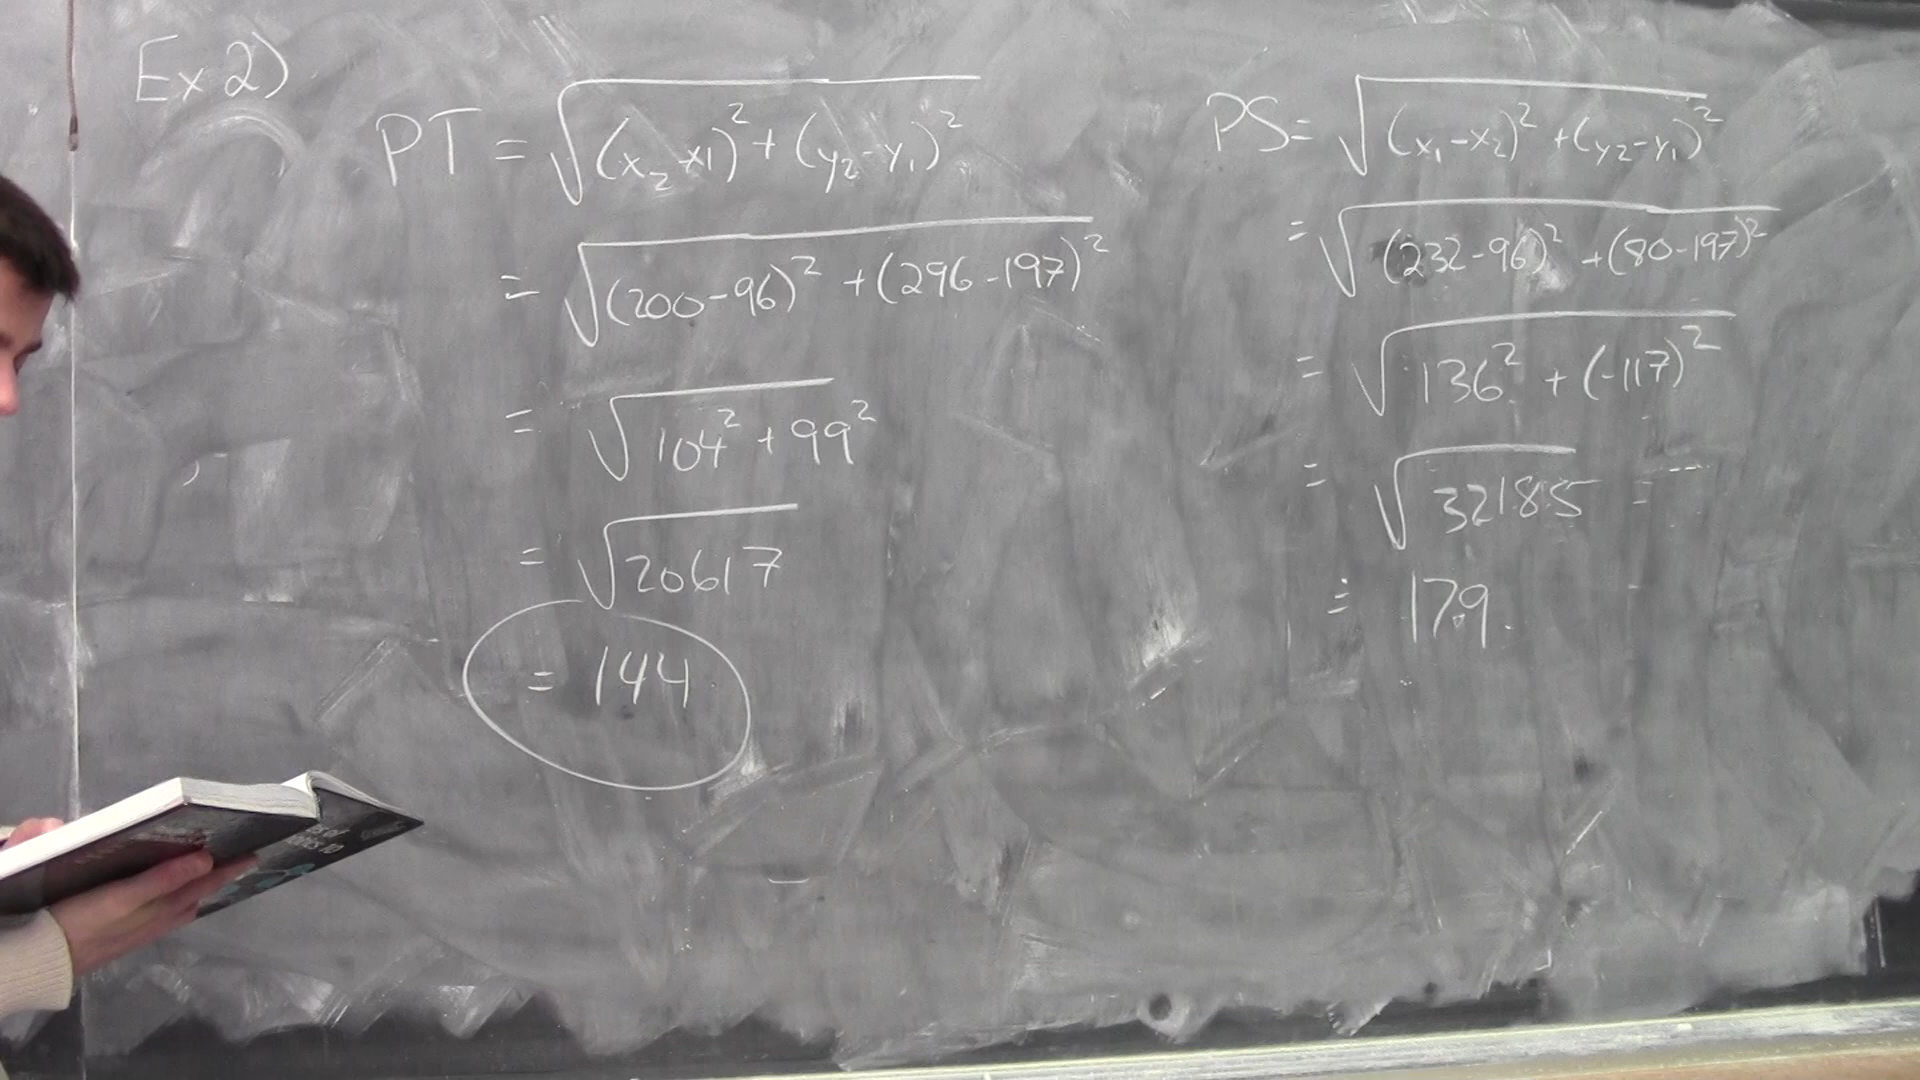 Ex 2)
PT = √(x₂-x1)² + (y₂-y₁)²
= √(200-96)² + (296-197)²
= √104² + 99²
= √20617
= 144
PS = √(x₁-x₂)² + (y₂-y₁)²
= √(232-96)² + (80-197)²
= √136² + (-117)²
= √32185 =
= 179